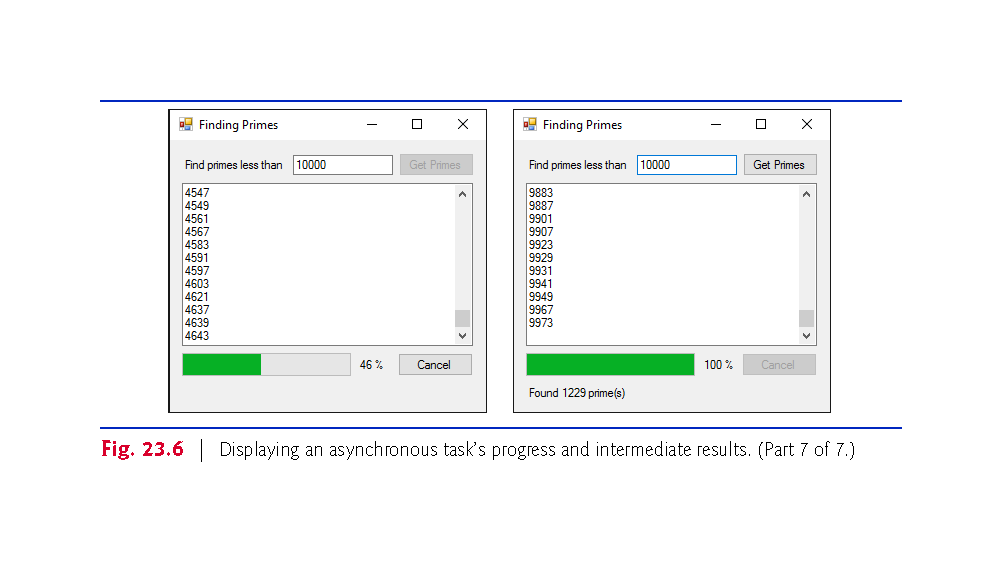 Finding Primes
Find primes less than 10000 Get Primes
4547
4549
4561
4567
4583
4591
4597
4603
4621
4637
4639
4643
46 % Cancel
Finding Primes
Find primes less than 10000 Get Primes
9883
9887
9901
9907
9923
9929
9931
9941
9949
9967
9973
100 % Cancel
Found 1229 prime(s)
Fig. 23.6 | Displaying an asynchronous task’s progress and intermediate results. (Part 7 of 7.)